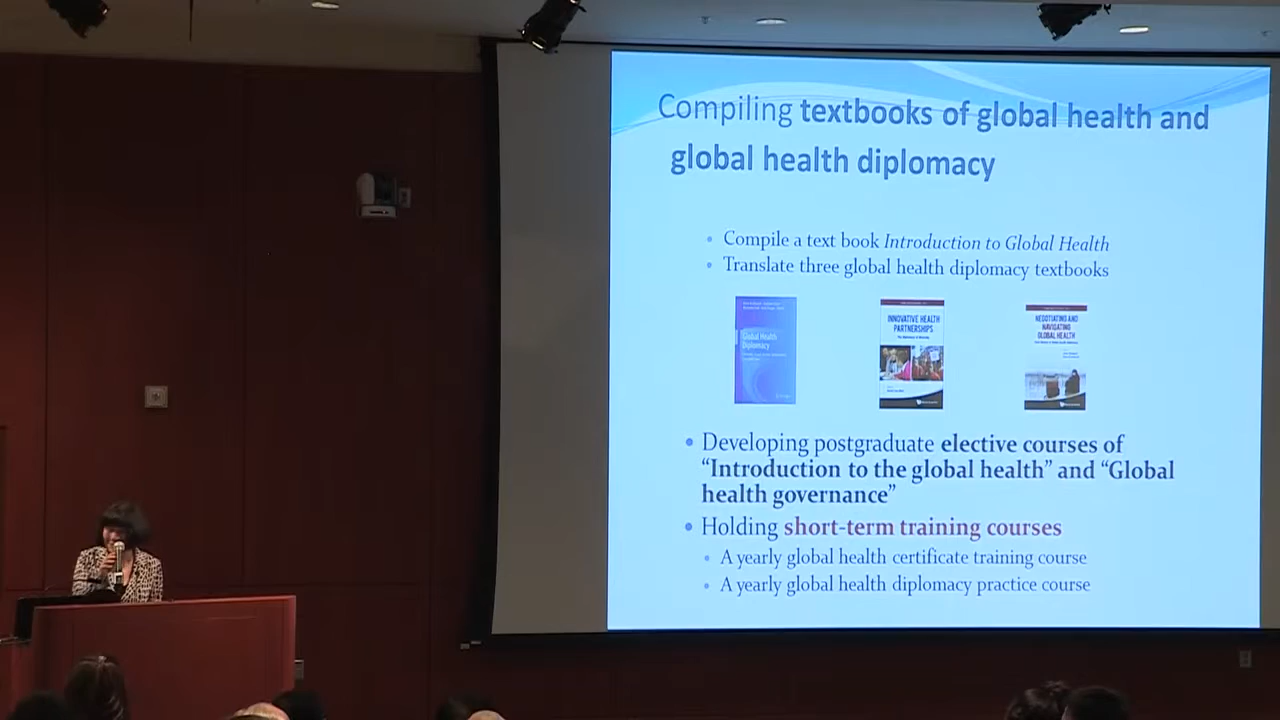 Compiling textbooks of global health and
global health diplomacy
• Compile a text book Introduction to Global Health
• Translate three global health diplomacy textbooks
Global Health
Diplomacy
INNOVATIVE HEALTH
PARTNERSHIPS
NEGOTIATING AND
NAVIGATING
GLOBAL HEALTH
• Developing postgraduate elective courses of
“Introduction to the global health” and “Global
health governance”
• Holding short-term training courses
• A yearly global health certificate training course
• A yearly global health diplomacy practice course